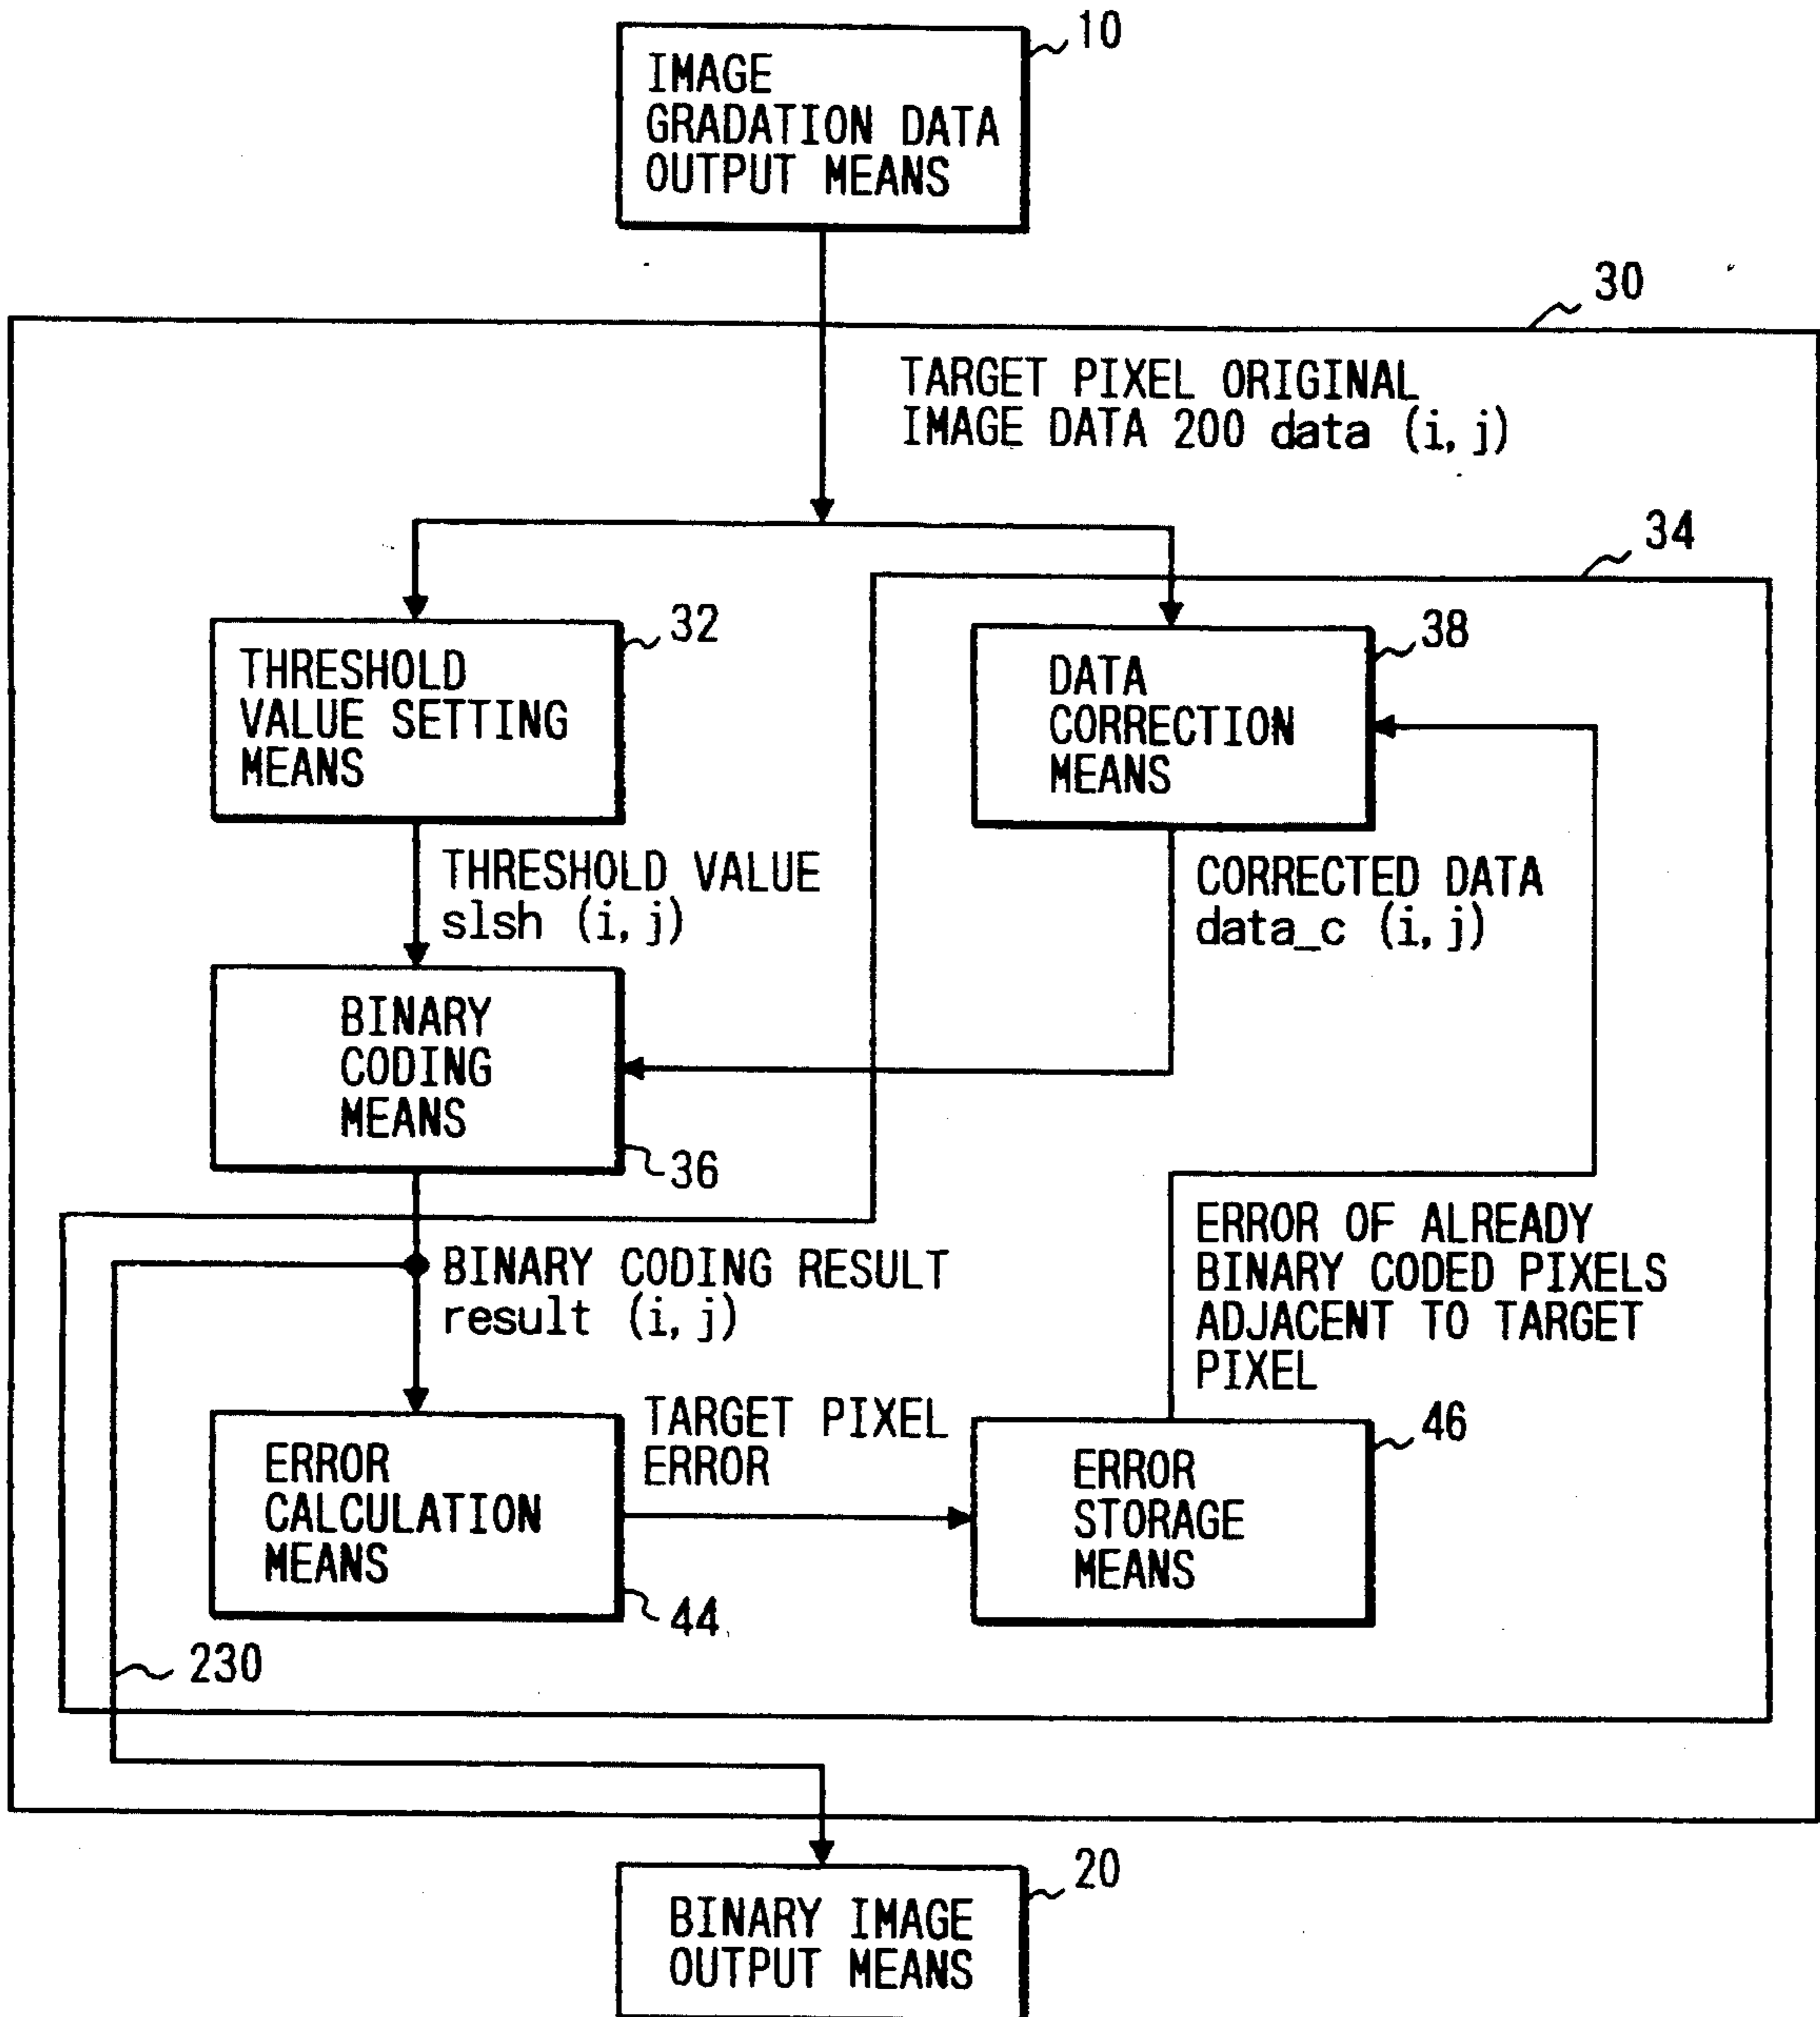 10
IMAGE
GRADATION DATA
OUTPUT MEANS
30
TARGET PIXEL ORIGINAL
IMAGE DATA 200 data (i, j)
34
32
THRESHOLD
VALUE SETTING
MEANS
38
DATA
CORRECTION
MEANS
THRESHOLD VALUE
slsh (i, j)
CORRECTED DATA
data_c (i, j)
BINARY
CODING
MEANS
36
BINARY CODING RESULT
result (i, j)
ERROR OF ALREADY
BINARY CODED PIXELS
ADJACENT TO TARGET
PIXEL
TARGET PIXEL
ERROR
46
ERROR
CALCULATION
MEANS
44
ERROR
STORAGE
MEANS
230
20
BINARY IMAGE
OUTPUT MEANS